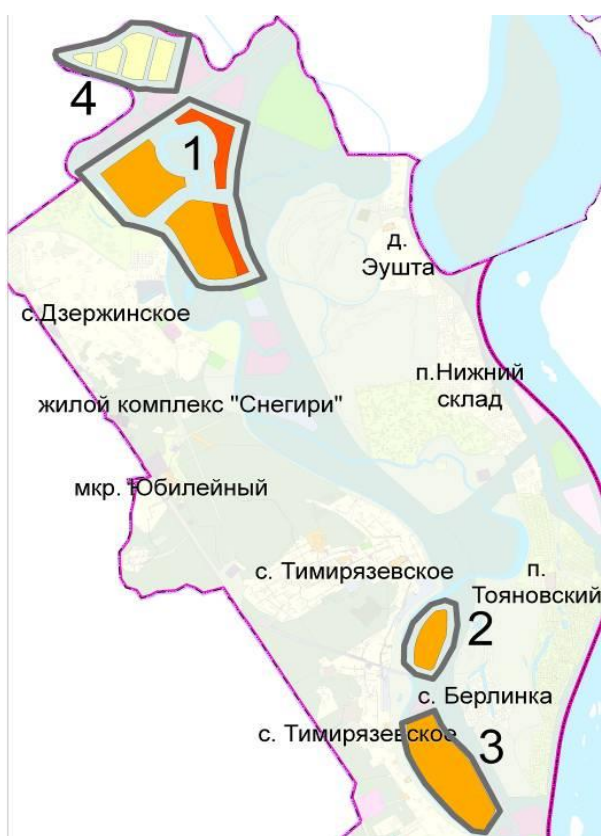 4
1
д.
Эушта
с.Дзержинское
п.Нижний
склад
жилой комплекс "Снегири"
мкр. Юбилейный
с. Тимирязевское
п.
Тояновский
2
с. Берлинка
с. Тимирязевское
3